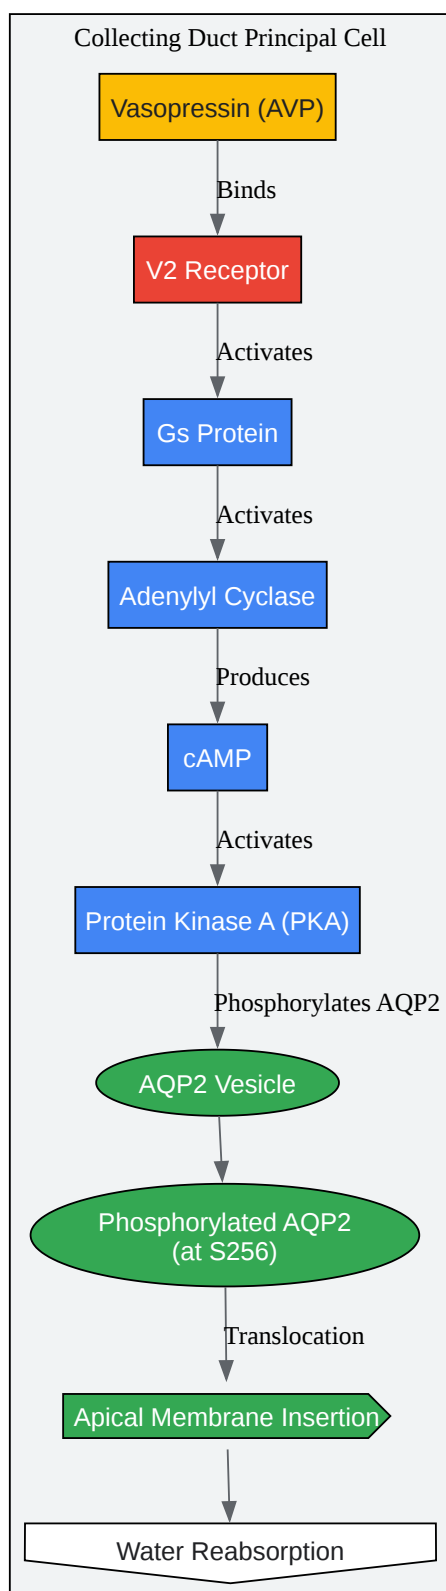 Collecting Duct Principal Cell
Vasopressin (AVP)
Binds
V2 Receptor
Activates
Gs Protein
Activates
Adenylyl Cyclase
Produces
cAMP
Activates
Protein Kinase A (PKA)
Phosphorylates AQP2
AQP2 Vesicle
Phosphorylated AQP2
(at S256)
Translocation
Apical Membrane Insertion
Water Reabsorption